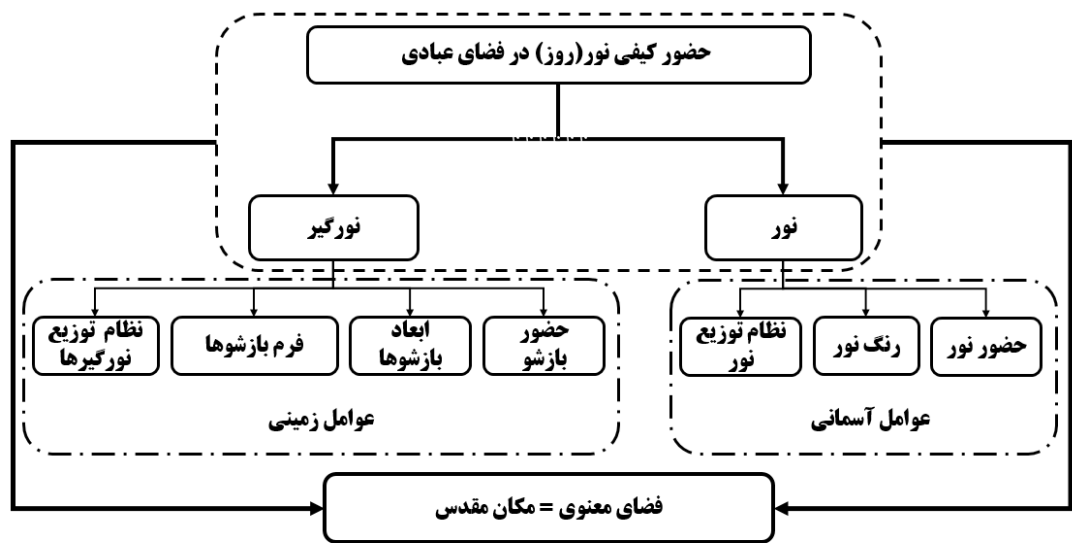 حضور کیفی نور(روز) در فضای عبادی
نور
نورگیر
حضور نور
رنگ نور
نظام توزیع
نور
حضور
بازشو
ابعاد
بازشوها
فرم بازشوها
نظام توزیع
نورگیرها
عوامل آسمانی
عوامل زمینی
فضای معنوی = مکان مقدس